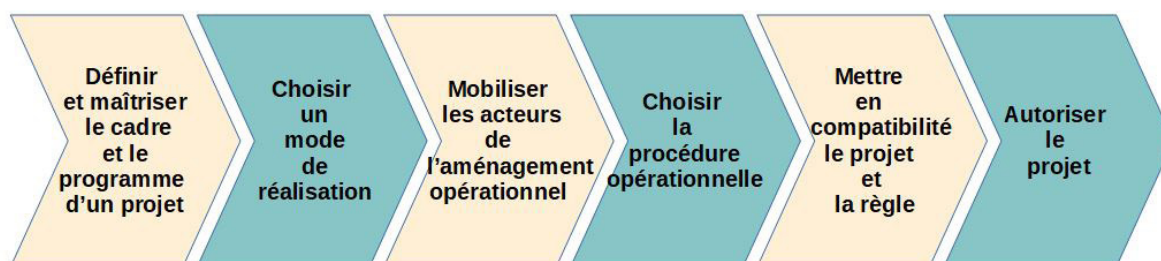 Définir
et maîtriser
le cadre
et le
programme
d'un projet
Choisir
un
mode
de
réalisation
Mobiliser
les acteurs
de
l'aménagement
opérationnel
Choisir
la
procédure
opérationnelle
Mettre
en
compatibilité
le projet
et
la règle
Autoriser
le
projet